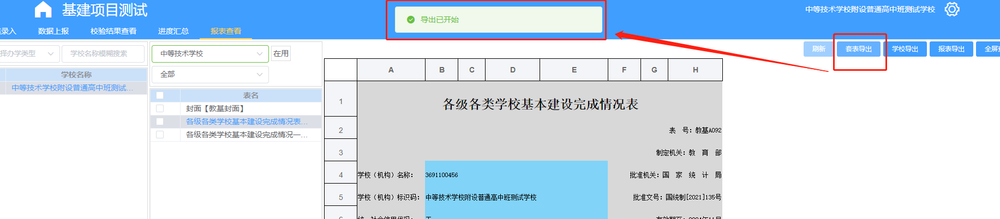 基建项目测试
导出已开始
中等技术学校附设普通高中班测试学校
录入
数据上报
校验结果查看
进度汇总
报表查看
择办学类型
学校名称模糊搜索
中等技术学校
在用
全部
刷新
套表导出
学校导出
报表导出
全屏
学校名称
中等技术学校附设普通高中班测试...
表名
封面【教基封面】
各级各类学校基本建设完成情况表...
各级各类学校基本建设完成情况一...
A B C D E F G H
1 各级各类学校基本建设完成情况表
2 表 号：教基A092
3 制定机关：教 育 部
4 学校（机构）名称： 3691100456 批准机关：国 家 统 计 局
5 学校（机构）标识码： 中等技术学校附设普通高中班测试学校 批准文号：国统制[2021]135号